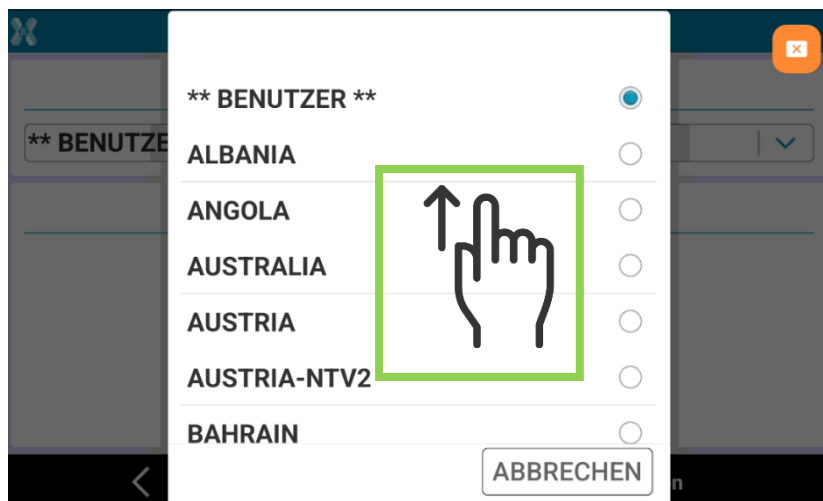 ** BENUTZER **
** BENUTZE
ALBANIA
ANGOLA
AUSTRALIA
AUSTRIA
AUSTRIA-NTV2
BAHRAIN
ABBRECHEN
n